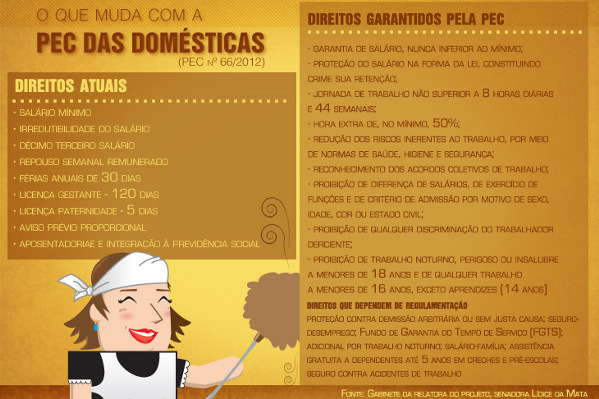 O QUE MUDA COM A
PEC DAS DOMÉSTICAS
(PEC Nº 66/2012)
DIREITOS ATUAIS
· SALÁRIO MÍNIMO
· IRREDUTIBILIDADE DO SALÁRIO
· DÉCIMO TERCEIRO SALÁRIO
· REPOUSO SEMANAL REMUNERADO
· FÉRIAS ANUAIS DE 30 DIAS
· LICENÇA GESTANTE - 120 DIAS
· LICENÇA PATERNIDADE - 5 DIAS
· AVISO PRÉVIO PROPORCIONAL
· APOSENTADORIAE E INTEGRAÇÃO À PREVIDÊNCIA SOCIAL
DIREITOS GARANTIDOS PELA PEC
· GARANTIA DE SALÁRIO, NUNCA INFERIOR AO MÍNIMO;
· PROTEÇÃO DO SALÁRIO NA FORMA DA LEI, CONSTITUINDO
CRIME SUA RETENÇÃO;
· JORNADA DE TRABALHO NÃO SUPERIOR A 8 HORAS DIÁRIAS
E 44 SEMANAIS;
· HORA EXTRA DE, NO MÍNIMO, 50%;
· REDUÇÃO DOS RISCOS INERENTES AO TRABALHO, POR MEIO
DE NORMAS DE SAÚDE, HIGIENE E SEGURANÇA;
· RECONHECIMENTO DOS ACORDOS COLETIVOS DE TRABALHO;
· PROIBIÇÃO DE DIFERENÇA DE SALÁRIOS, DE EXERCÍCIO DE
FUNÇÕES E DE CRITÉRIO DE ADMISSÃO POR MOTIVO DE SEXO,
IDADE, COR OU ESTADO CIVIL;
· PROIBIÇÃO DE QUALQUER DISCRIMINAÇÃO DO TRABALHADOR
DEFICIENTE;
· PROIBIÇÃO DE TRABALHO NOTURNO, PERIGOSO OU INSALUBRE
A MENORES DE 18 ANOS E DE QUALQUER TRABALHO
A MENORES DE 16 ANOS, EXCETO APRENDIZES (14 ANOS)
DIREITOS QUE DEPENDEM DE REGULAMENTAÇÃO
PROTEÇÃO CONTRA DEMISSÃO ARBITRÁRIA OU SEM JUSTA CAUSA; SEGURO-
DESEMPREGO; FUNDO DE GARANTIA DO TEMPO DE SERVIÇO (FGTS);
ADICIONAL POR TRABALHO NOTURNO; SALÁRIO-FAMÍLIA; ASSISTÊNCIA
GRATUITA A DEPENDENTES ATÉ 5 ANOS EM CRECHES E PRÉ-ESCOLAS;
SEGURO CONTRA ACIDENTES DE TRABALHO
FONTE: GABINETE DA RELATORA DO PROJETO, SENADORA LÍDICE DA MATA